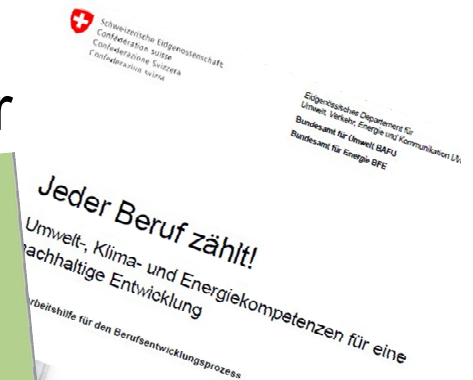 Schweizerische Eidgenossenschaft
Confédération suisse
Confederazione Svizzera
Confederaziun svizra
r
Eidgenössisches Departement für
Umwelt, Verkehr, Energie und Kommunikation
Bundesamt für Umwelt BAFU
Bundesamt für Energie BFE
Jeder Beruf zählt!
Umwelt-, Klima- und Energiekompetenzen für eine
nachhaltige Entwicklung
rbeitshilfe für den Berufsentwicklungsprozess